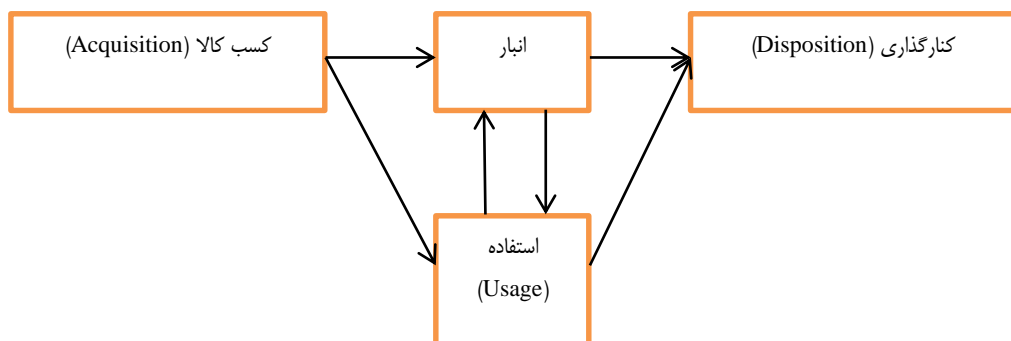 کسب کالا (Acquisition)
انبار
کنارگذاری (Disposition)
استفاده
(Usage)